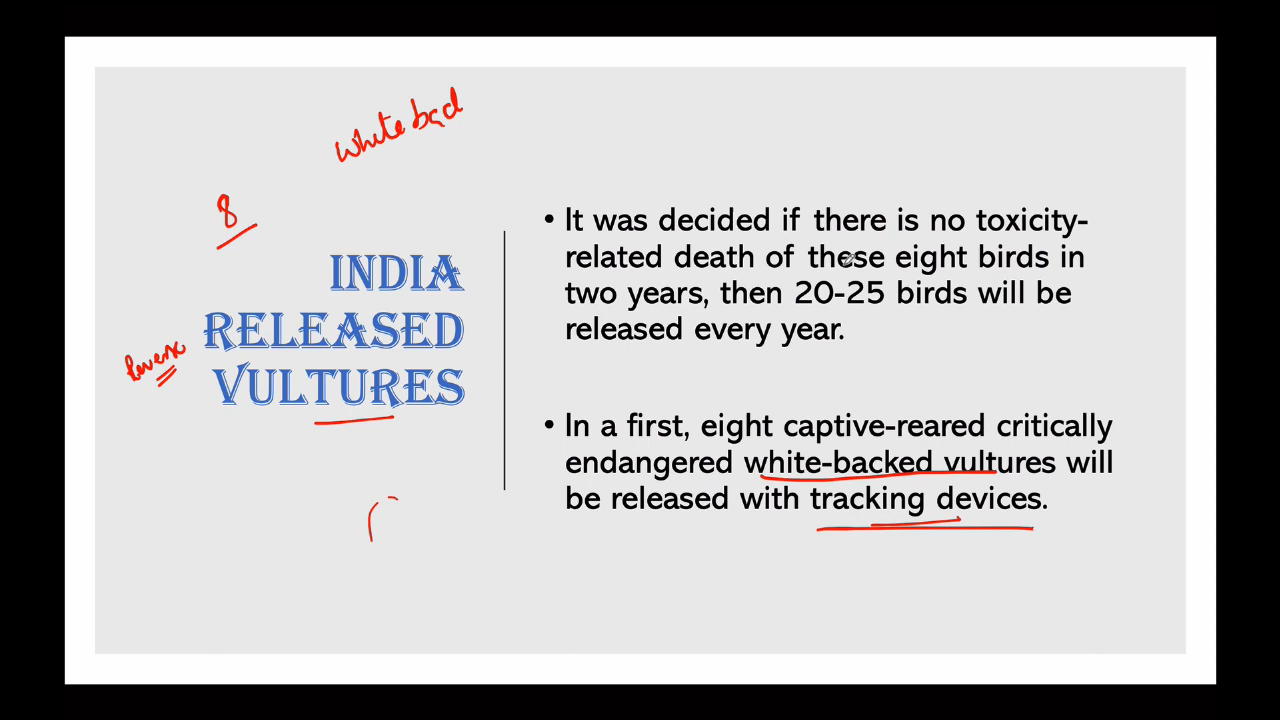 white bad
8
INDIA
RELEASED
VULTURES
• It was decided if there is no toxicity-
related death of these eight birds in
two years, then 20-25 birds will be
released every year.
• In a first, eight captive-reared critically
endangered white-backed vultures will
be released with tracking devices.